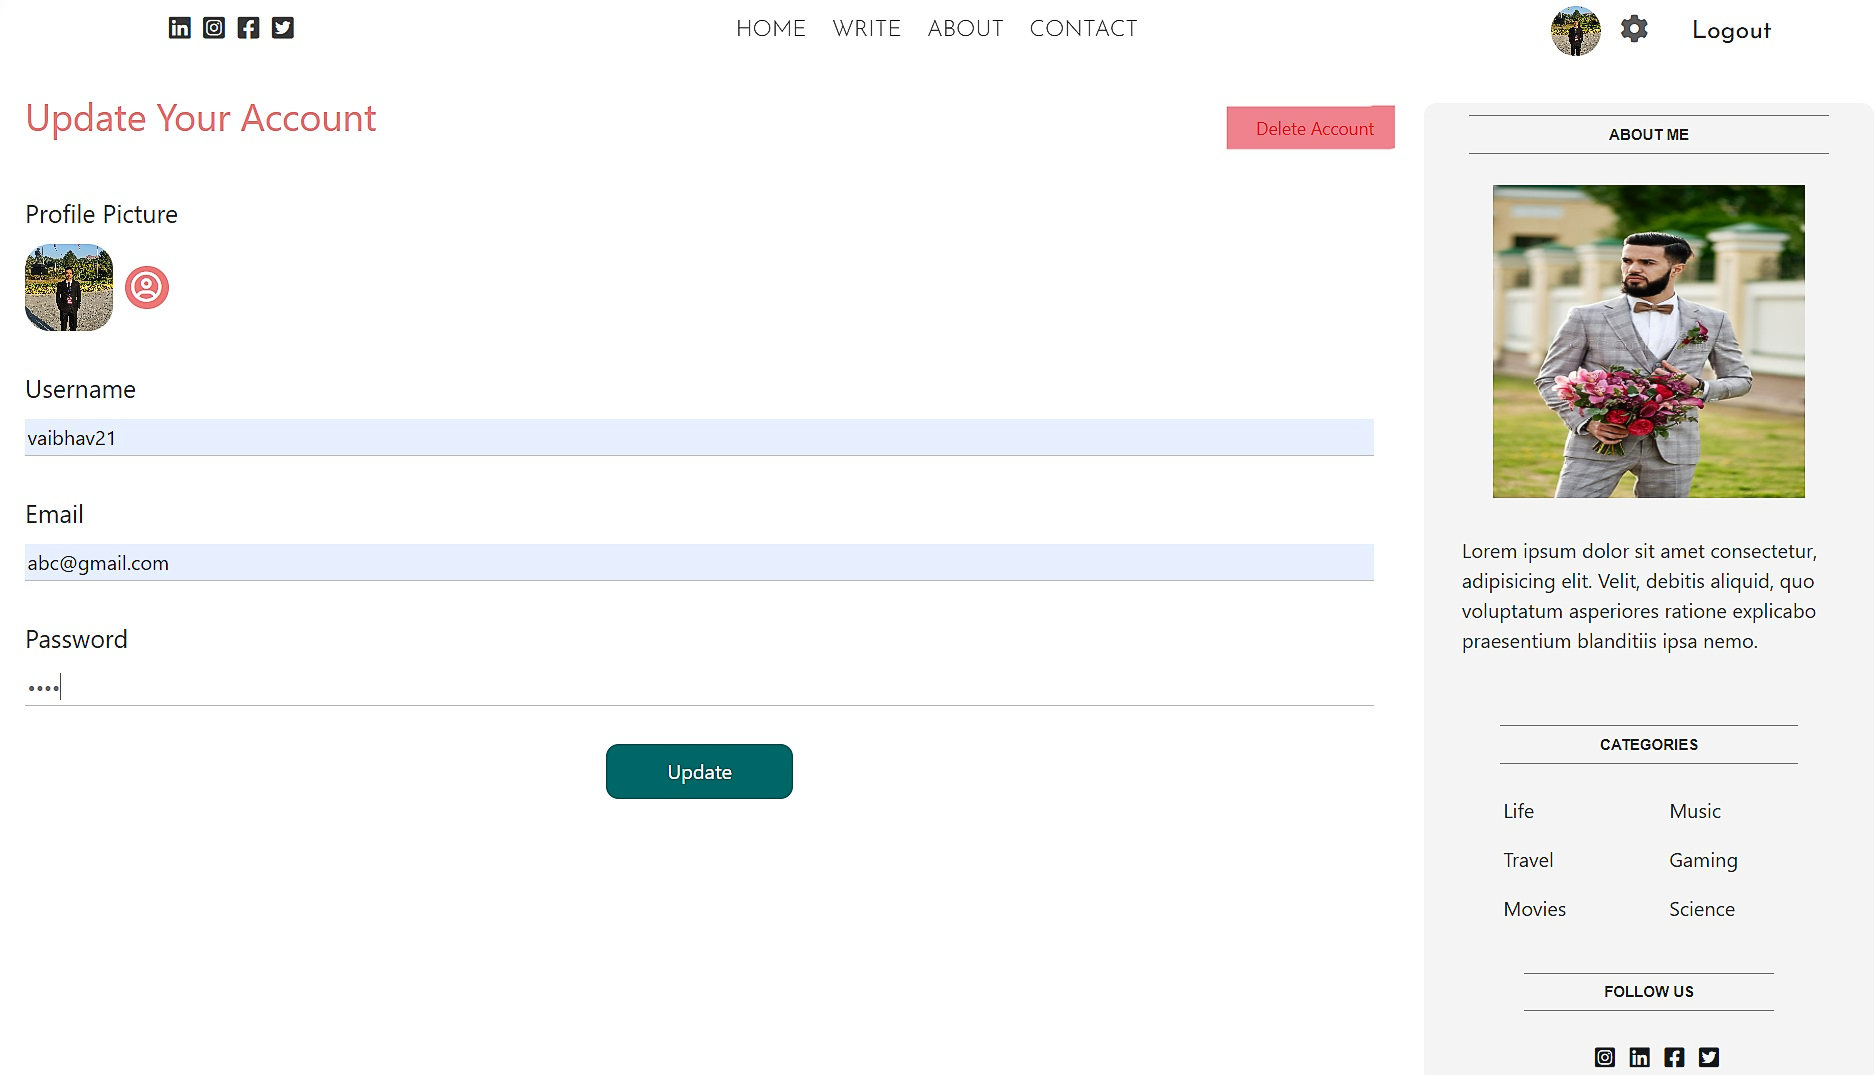 HOME WRITE ABOUT CONTACT
Logout
Update Your Account
Delete Account
Profile Picture
Username
vaibhav21
Email
abc@gmail.com
Password
••••
Update
ABOUT ME
Lorem ipsum dolor sit amet consectetur,
adipisicing elit. Velit, debitis aliquid, quo
voluptatum asperiores ratione explicabo
praesentium blanditiis ipsa nemo.
CATEGORIES
Life Music
Travel Gaming
Movies Science
FOLLOW US